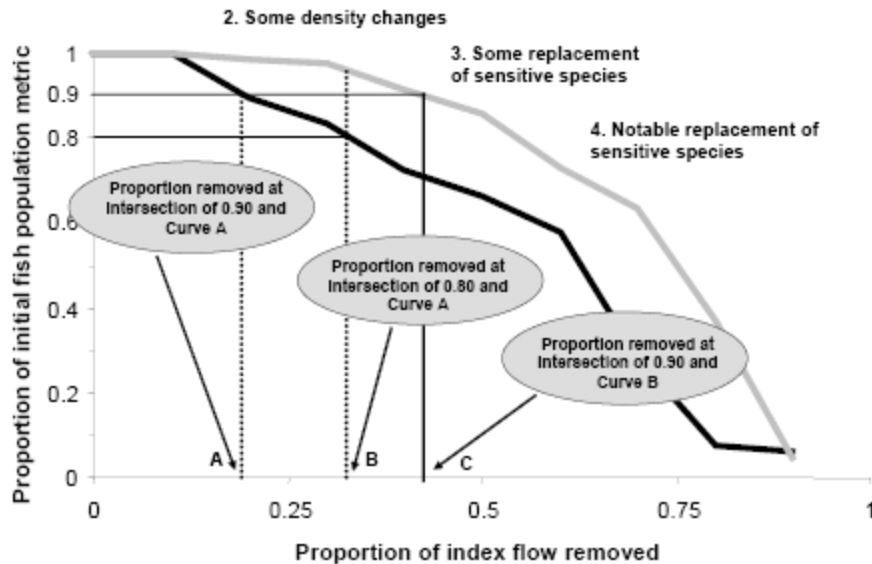 2. Some density changes
3. Some replacement
of sensitive species
4. Notable replacement of
sensitive species
Proportion of initial fish population metric
1
0.9
0.8
0.6
0.4
0.2
0
Proportion removed at
Intersection of 0.90 and
Curve A
Proportion removed at
Intersection of 0.80 and
Curve A
Proportion removed at
Intersection of 0.90 and
Curve B
A
B
C
0
0.25
0.5
0.75
1
Proportion of index flow removed